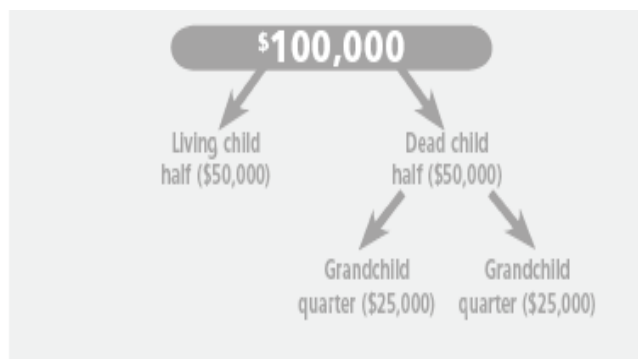 $100,000
Living child
half ($50,000)
Dead child
half ($50,000)
Grandchild
quarter ($25,000)
Grandchild
quarter ($25,000)